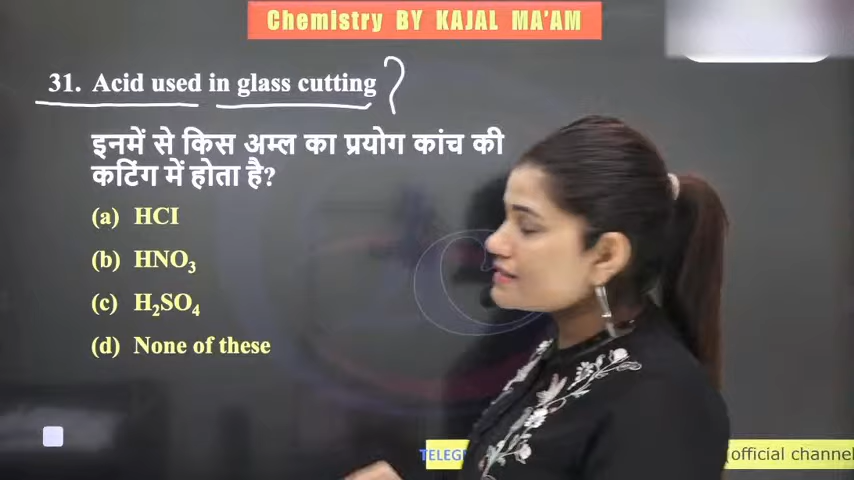 Chemistry BY KAJAL MA'AM
31. Acid used in glass cutting ?
इनमें से किस अम्ल का प्रयोग कांच की
कटिंग में होता है?
(a) HCl
(b) HNO₃
(c) H₂SO₄
(d) None of these
(official channel